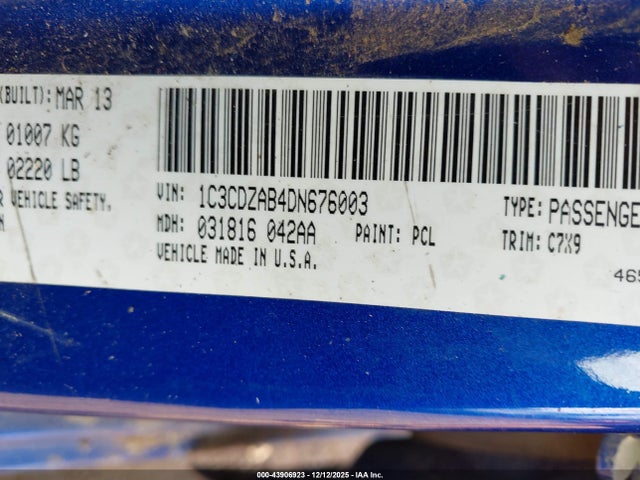 (BUILT): MAR 13
01007 KG
02220 LB
VEHICLE SAFETY,
VIN: 1C3CDZAB4DN676003
TYPE: PASSENGE
MDH: 031816 042AA PAINT: PCL TRIM: C7X9
VEHICLE MADE IN U.S.A.
465
000-43906923 - 12/12/2025 - IAA Inc.